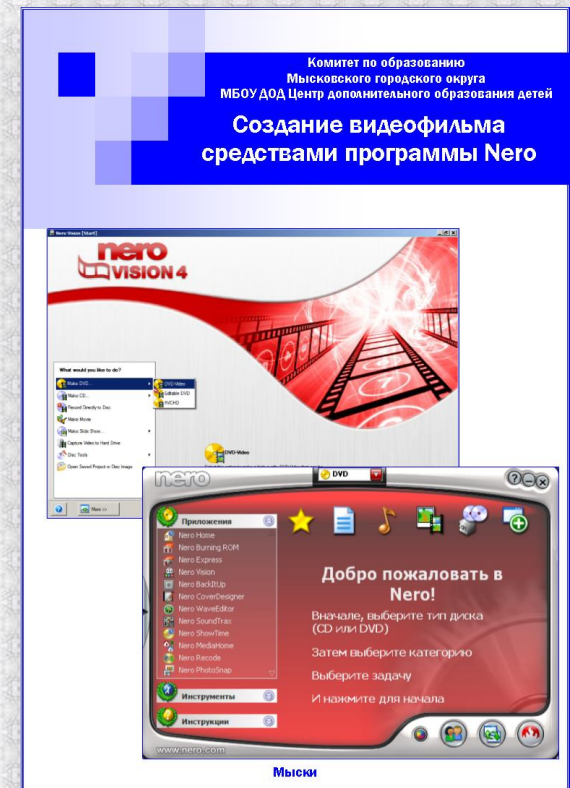 Комитет по образованию
Мысковского городского округа
МБОУ ДОД Центр дополнительного образования детей
Создание видеофильма
средствами программы Nero
Nero Vision [Start]
nero
VISION 4
What would you like to do?
Make DVD...
DVD-Video
Make CD...
Editable DVD
AVCHD
Record Directly to Disc
Make Movie
Make Slide Show...
Capture Video to Hard Drive
Disc Tools
Open Saved Project or Disc Image
DVD-Video
More >>
nero
DVD
Приложения
Nero Home
Nero Burning ROM
Nero Express
Nero Vision
Nero BackItUp
Nero CoverDesigner
Nero WaveEditor
Nero SoundTrax
Nero ShowTime
Nero MediaHome
Nero Recode
Nero PhotoSnap
Инструменты
Инструкции
Добро пожаловать в
Nero!
Вначале, выберите тип диска
(CD или DVD)
Затем выберите категорию
Выберите задачу
И нажмите для начала
www.nero.com
Мыски